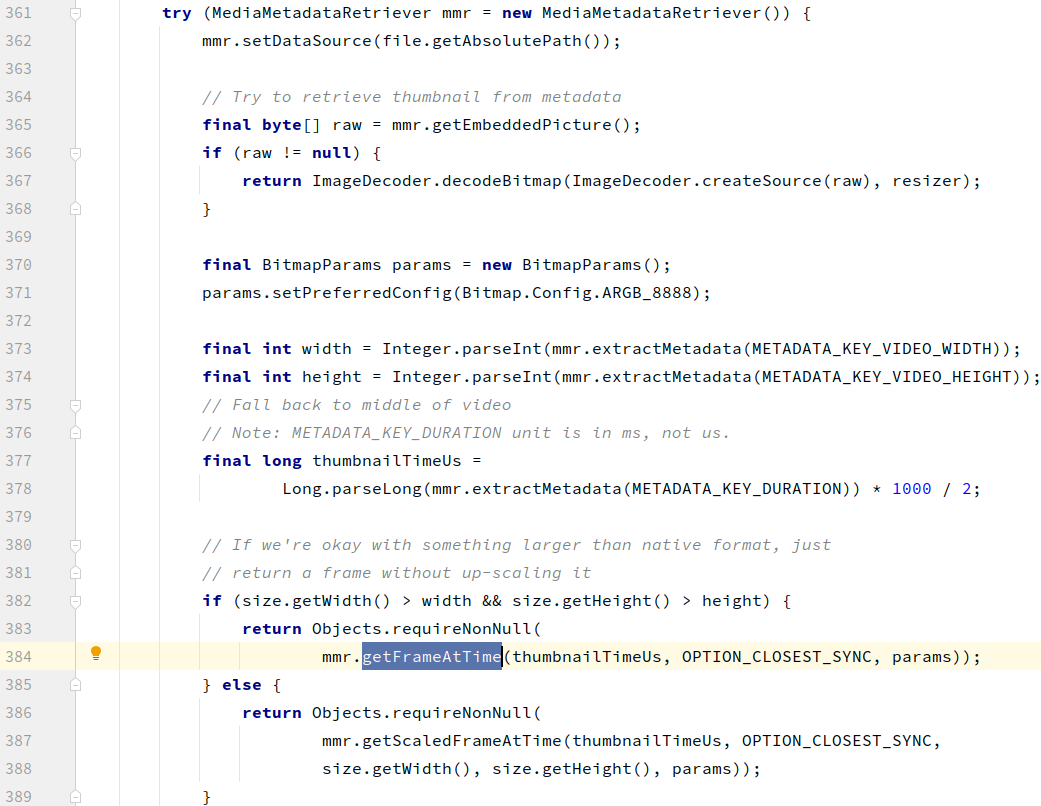 361 try (MediaMetadataRetriever mmr = new MediaMetadataRetriever()) {
362 mmr.setDataSource(file.getAbsolutePath());
363
364 // Try to retrieve thumbnail from metadata
365 final byte[] raw = mmr.getEmbeddedPicture();
366 if (raw != null) {
367 return ImageDecoder.decodeBitmap(ImageDecoder.createSource(raw), resizer);
368 }
369
370 final BitmapParams params = new BitmapParams();
371 params.setPreferredConfig(Bitmap.Config.ARGB_8888);
372
373 final int width = Integer.parseInt(mmr.extractMetadata(METADATA_KEY_VIDEO_WIDTH));
374 final int height = Integer.parseInt(mmr.extractMetadata(METADATA_KEY_VIDEO_HEIGHT));
375 // Fall back to middle of video
376 // Note: METADATA_KEY_DURATION unit is in ms, not us.
377 final long thumbnailTimeUs =
378 Long.parseLong(mmr.extractMetadata(METADATA_KEY_DURATION)) * 1000 / 2;
379
380 // If we're okay with something larger than native format, just
381 // return a frame without up-scaling it
382 if (size.getWidth() > width && size.getHeight() > height) {
383 return Objects.requireNonNull(
384 mmr.getFrameAtTime(thumbnailTimeUs, OPTION_CLOSEST_SYNC, params));
385 } else {
386 return Objects.requireNonNull(
387 mmr.getScaledFrameAtTime(thumbnailTimeUs, OPTION_CLOSEST_SYNC,
388 size.getWidth(), size.getHeight(), params));
389 }